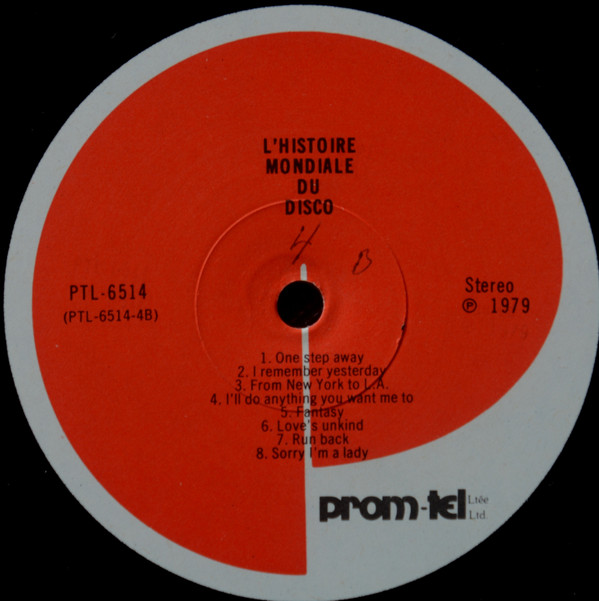 L'HISTOIRE
MONDIALE
DU
DISCO
4 B
PTL-6514
(PTL-6514-4B)
Stereo
℗ 1979
1. One step away
2. I remember yesterday
3. From New York to L.A.
4. I'll do anything you want me to
5. Fantasy
6. Love's unkind
7. Run back
8. Sorry I'm a lady
prom-tel Ltée
Ltd.